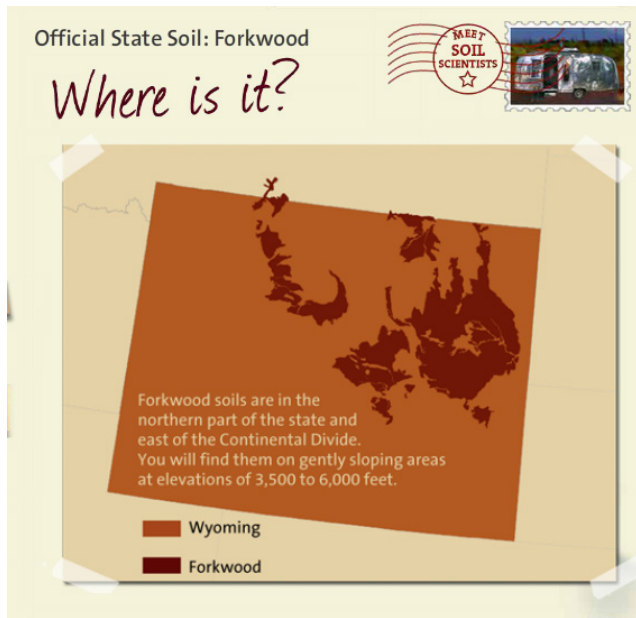 Official State Soil: Forkwood
MEET
SOIL
SCIENTISTS
Where is it?
Forkwood soils are in the
northern part of the state and
east of the Continental Divide.
You will find them on gently sloping areas
at elevations of 3,500 to 6,000 feet.
Wyoming
Forkwood